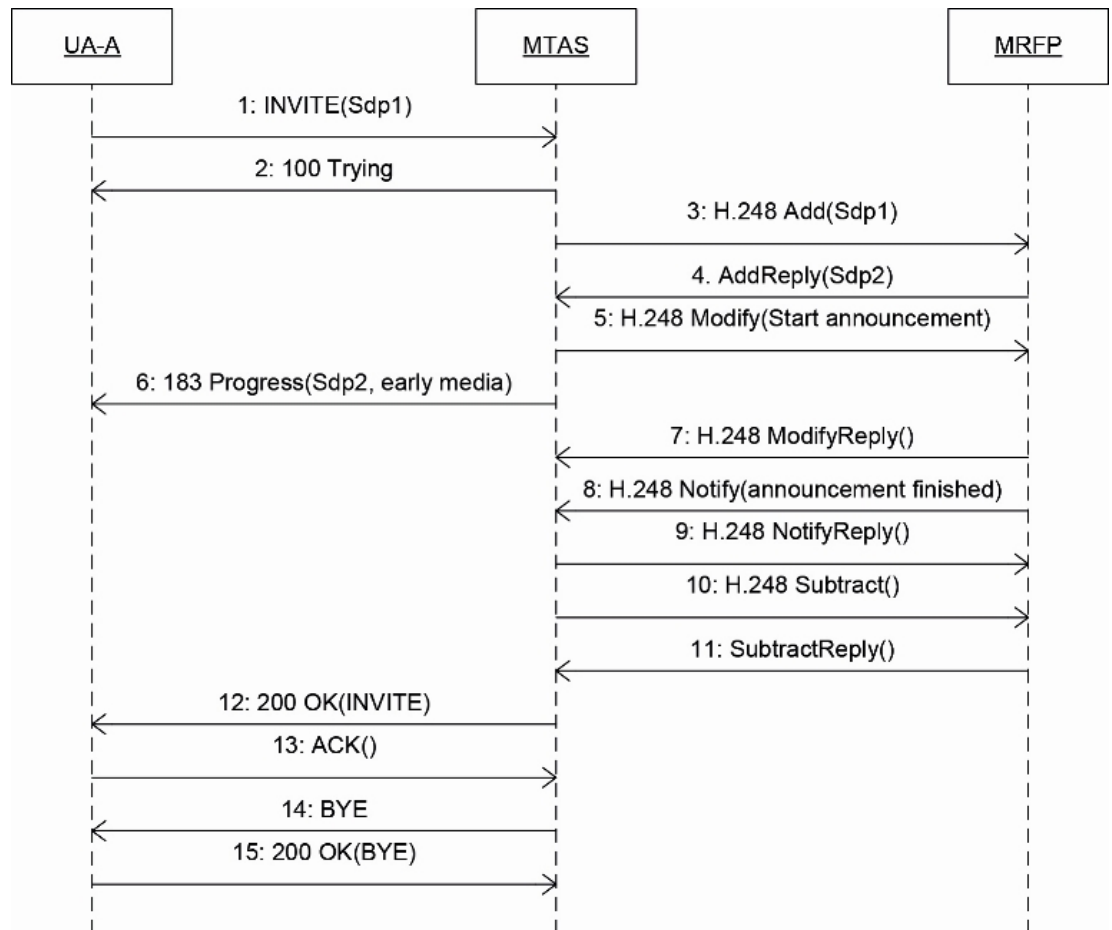 UA-A
MTAS
MRFP
1: INVITE(Sdp1)
2: 100 Trying
3: H.248 Add(Sdp1)
4. AddReply(Sdp2)
5: H.248 Modify(Start announcement)
6: 183 Progress(Sdp2, early media)
7: H.248 ModifyReply()
8: H.248 Notify(announcement finished)
9: H.248 NotifyReply()
10: H.248 Subtract()
11: SubtractReply()
12: 200 OK(INVITE)
13: ACK()
14: BYE
15: 200 OK(BYE)